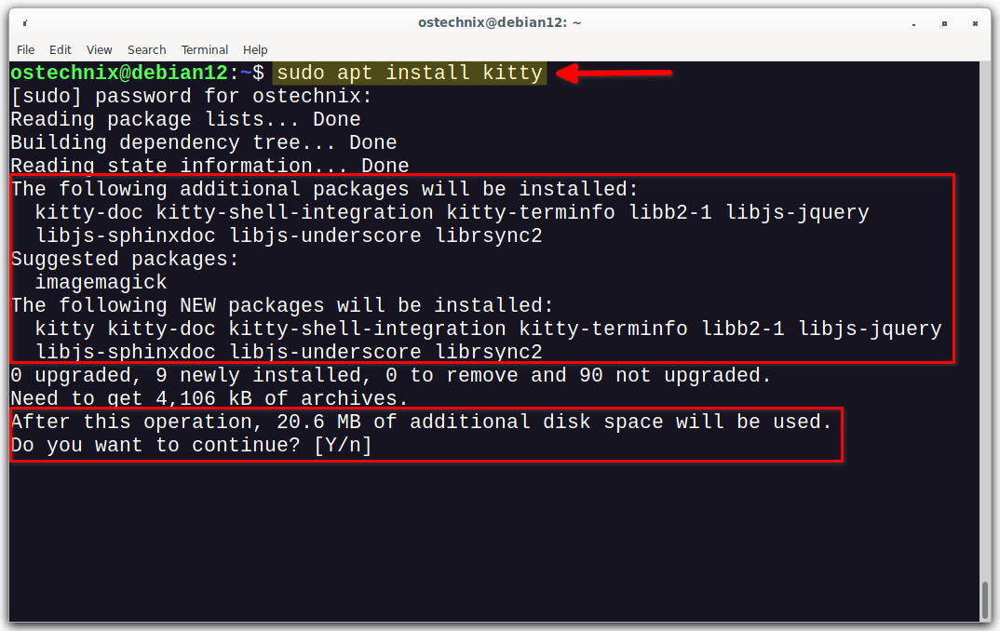 ostechnix@debian12: ~
File Edit View Search Terminal Help
ostechnix@debian12:~$ sudo apt install kitty
[sudo] password for ostechnix:
Reading package lists... Done
Building dependency tree... Done
Reading state information... Done
The following additional packages will be installed:
  kitty-doc kitty-shell-integration kitty-terminfo libb2-1 libjs-jquery
  libjs-sphinxdoc libjs-underscore librsync2
Suggested packages:
  imagemagick
The following NEW packages will be installed:
  kitty kitty-doc kitty-shell-integration kitty-terminfo libb2-1 libjs-jquery
  libjs-sphinxdoc libjs-underscore librsync2
0 upgraded, 9 newly installed, 0 to remove and 90 not upgraded.
Need to get 4,106 kB of archives.
After this operation, 20.6 MB of additional disk space will be used.
Do you want to continue? [Y/n]